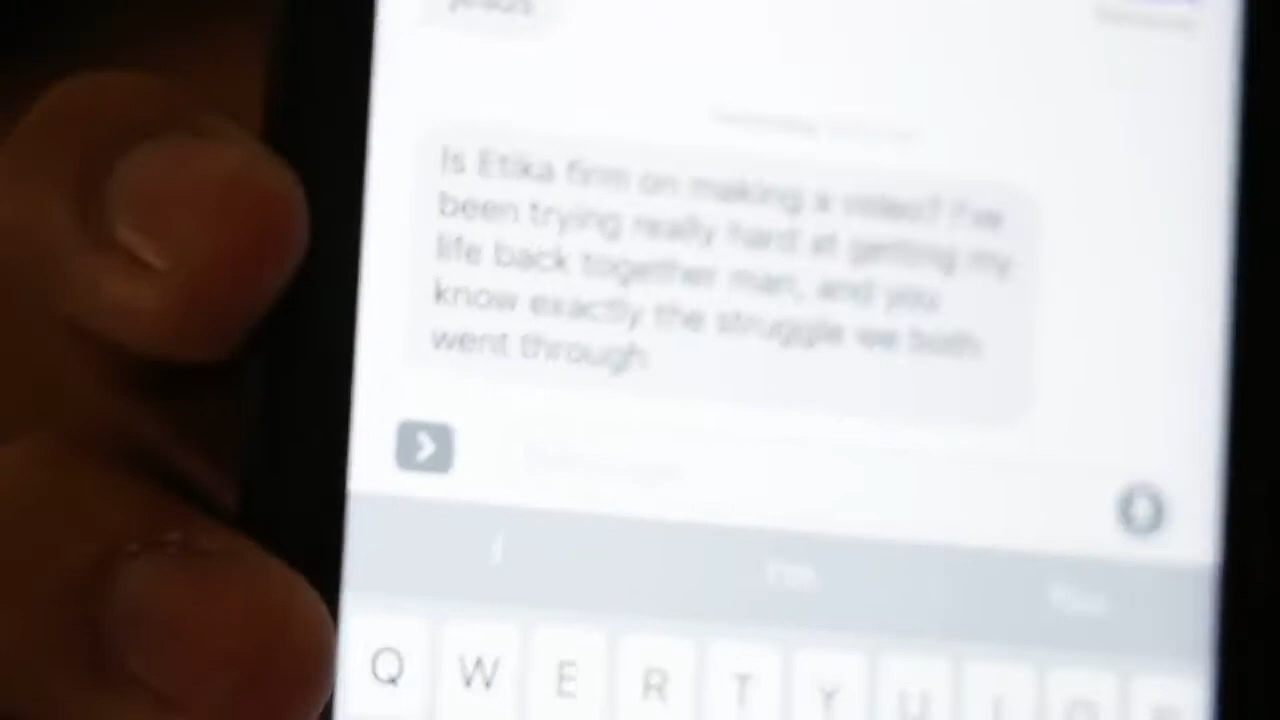 Is Etika firm on making a video? I've
been trying really hard at getting my
life back together man, and you
know exactly the struggle we both
went through
I
I'm
Q W E R T Y U I O P